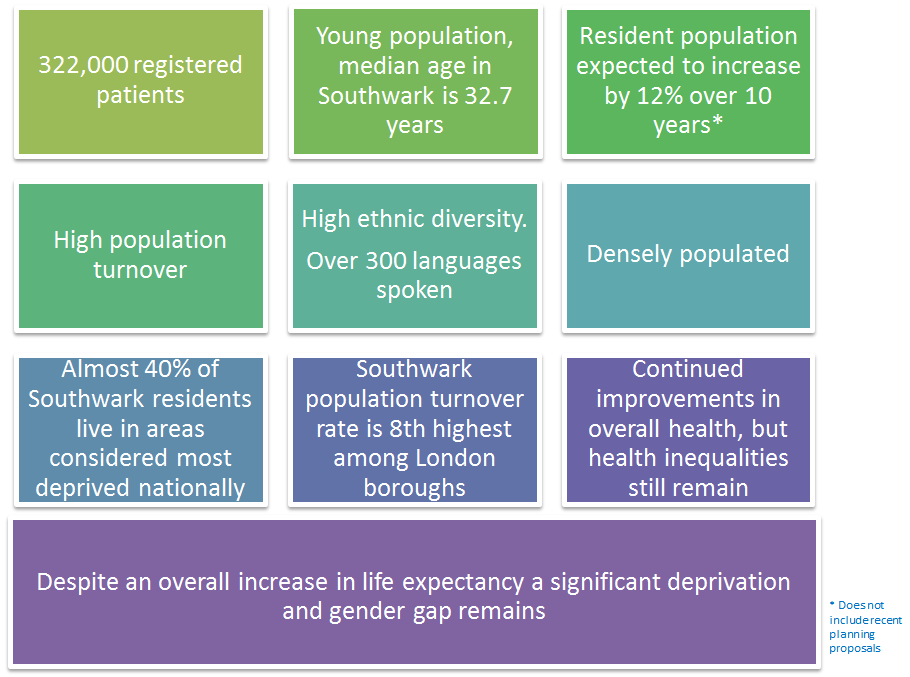 322,000 registered
patients
Young population,
median age in
Southwark is 32.7
years
Resident population
expected to increase
by 12% over 10
years*
High population
turnover
High ethnic diversity.
Over 300 languages
spoken
Densely populated
Almost 40% of
Southwark residents
live in areas
considered most
deprived nationally
Southwark
population turnover
rate is 8th highest
among London
boroughs
Continued
improvements in
overall health, but
health inequalities
still remain
Despite an overall increase in life expectancy a significant deprivation
and gender gap remains
* Does not
include recent
planning
proposals